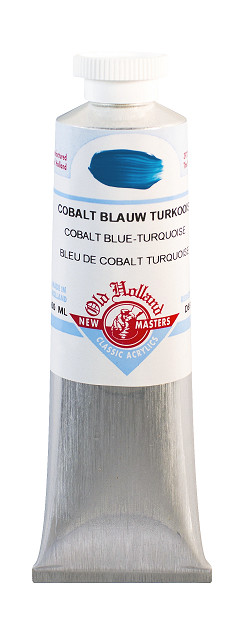 COBALT BLAUW TURKOOIS
COBALT BLUE-TURQUOISE
BLEU DE COBALT TURQUOISE
Old Holland
NEW MASTERS
CLASSIC ACRYLICS
ML